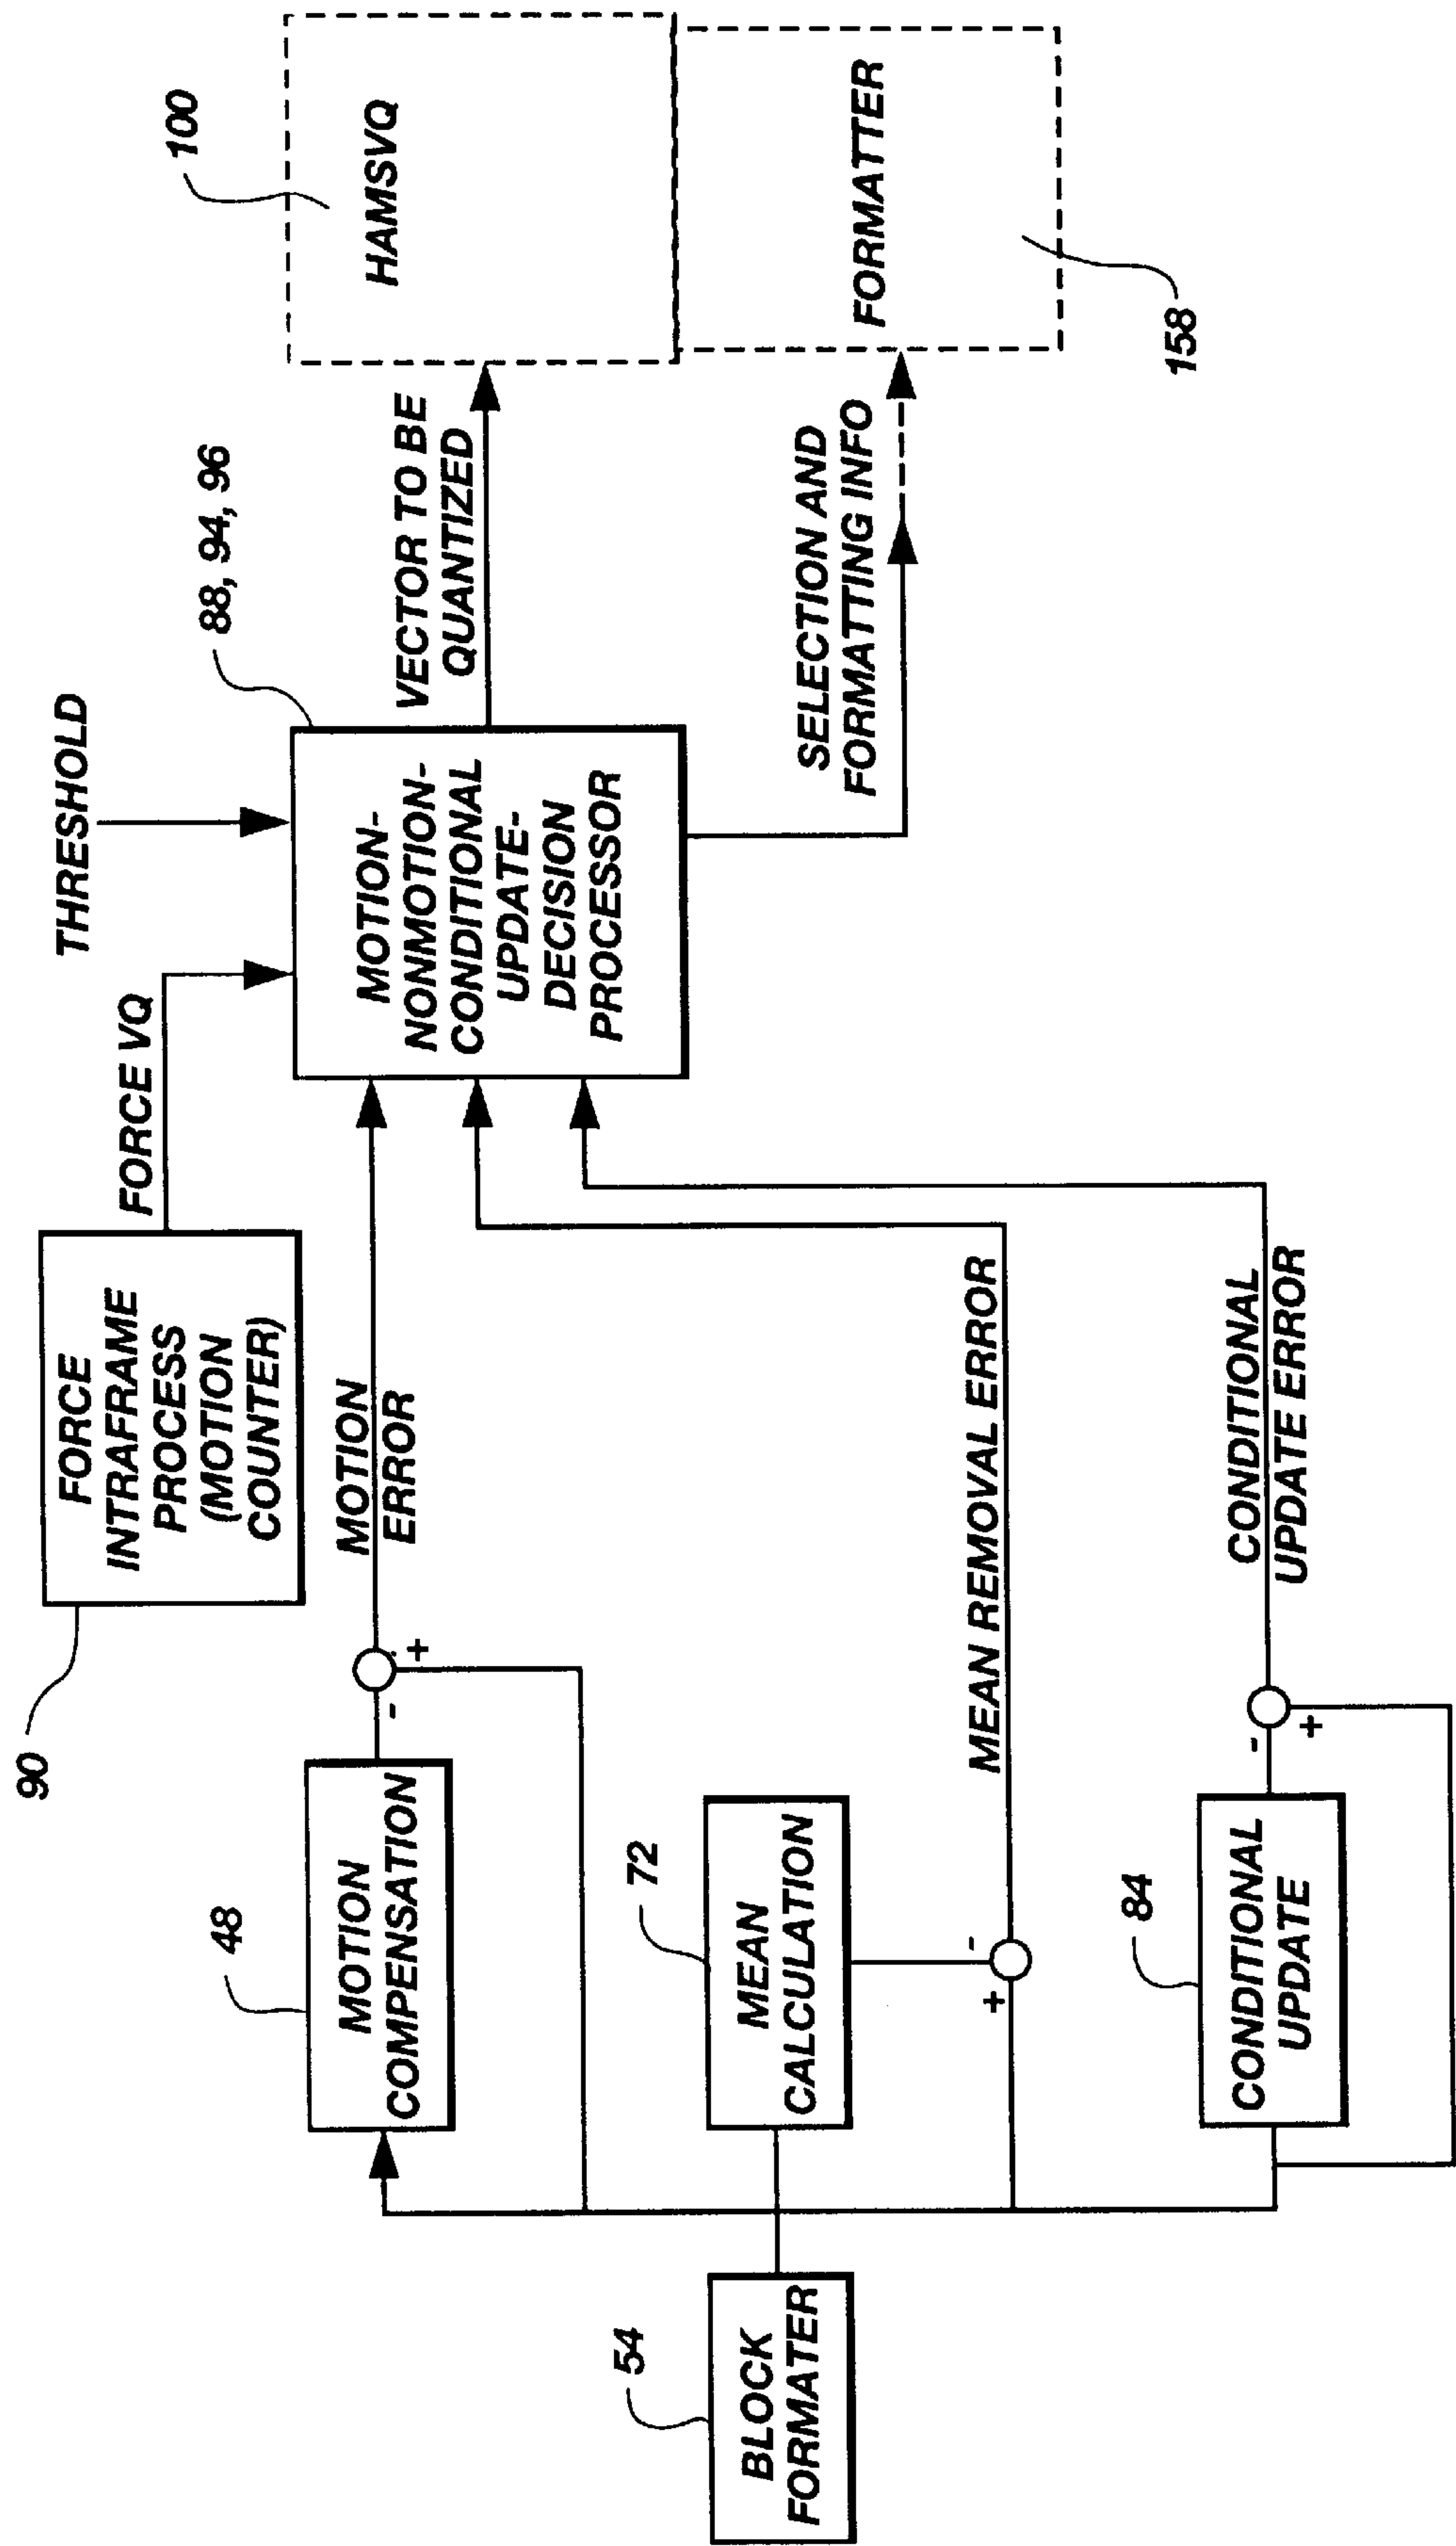 90
FORCE
INTRAFRAME
PROCESS
(MOTION
COUNTER)
FORCE VQ
THRESHOLD
88, 94, 96
MOTION-
NONMOTION-
CONDITIONAL
UPDATE-
DECISION
PROCESSOR
VECTOR TO BE
QUANTIZED
100
HAMSVQ
SELECTION AND
FORMATTING INFO
FORMATTER
158
48
MOTION
COMPENSATION
-
+
MOTION
ERROR
54
BLOCK
FORMATER
72
MEAN
CALCULATION
-
+
MEAN REMOVAL ERROR
84
CONDITIONAL
UPDATE
-
+
CONDITIONAL
UPDATE ERROR